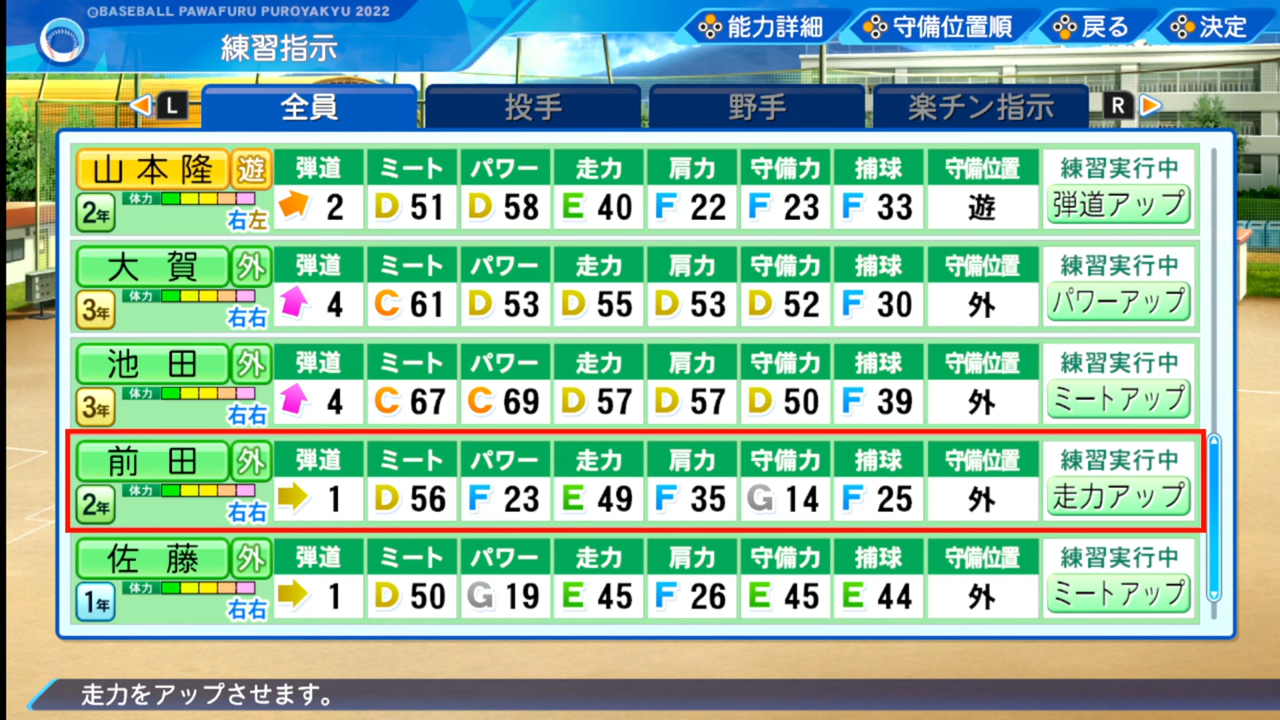 ©BASEBALL PAWAFURU PUROYAKYU 2022
練習指示
能力詳細 守備位置順 戻る 決定
L 全員 投手 野手 楽チン指示 R
山本隆 遊 弾道 ミート パワー 走力 肩力 守備力 捕球 守備位置 練習実行中
2年 体力 右左 2 D 51 D 58 E 40 F 22 F 23 F 33 遊 弾道アップ
大賀 外 弾道 ミート パワー 走力 肩力 守備力 捕球 守備位置 練習実行中
3年 体力 右右 4 C 61 D 53 D 55 D 53 D 52 F 30 外 パワーアップ
池田 外 弾道 ミート パワー 走力 肩力 守備力 捕球 守備位置 練習実行中
3年 体力 右右 4 C 67 C 69 D 57 D 57 D 50 F 39 外 ミートアップ
前田 外 弾道 ミート パワー 走力 肩力 守備力 捕球 守備位置 練習実行中
2年 体力 右右 1 D 56 F 23 E 49 F 35 G 14 F 25 外 走力アップ
佐藤 外 弾道 ミート パワー 走力 肩力 守備力 捕球 守備位置 練習実行中
1年 体力 右右 1 D 50 G 19 E 45 F 26 E 45 E 44 外 ミートアップ
走力をアップさせます。